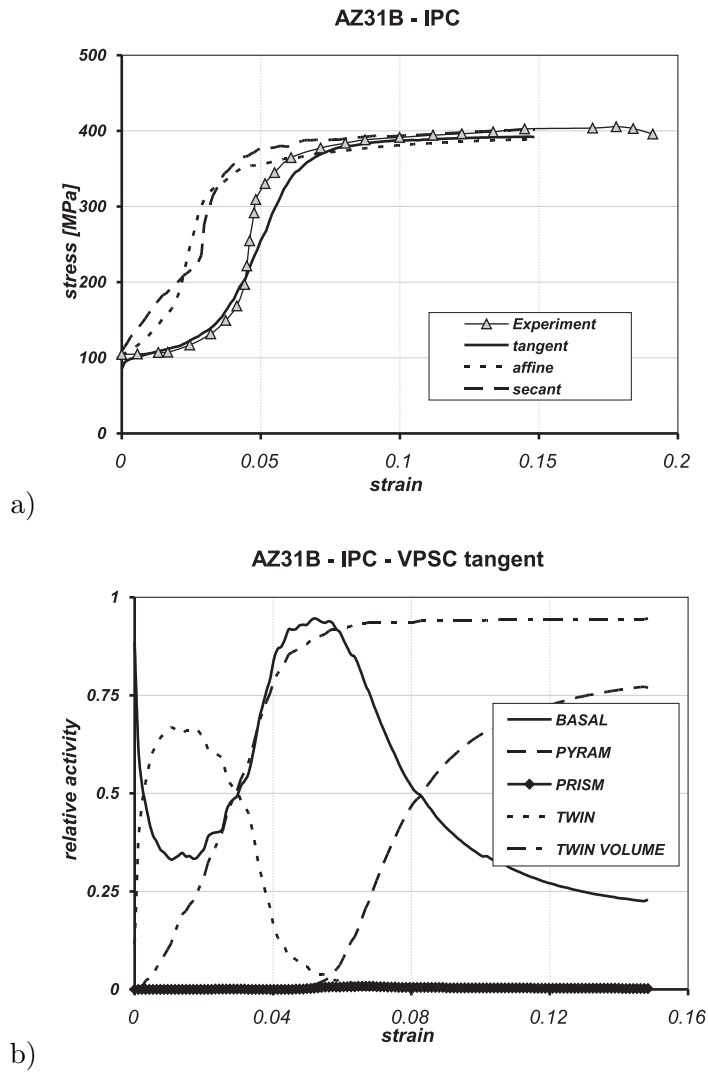 AZ31B - IPC
500
400
300
200
100
0
stress [MPa]
Experiment
tangent
affine
secant
0
0.05
0.1
0.15
0.2
strain
a)
AZ31B - IPC - VPSC tangent
1
0.75
0.5
0.25
0
relative activity
BASAL
PYRAM
PRISM
TWIN
TWIN VOLUME
0
0.04
0.08
0.12
0.16
strain
b)